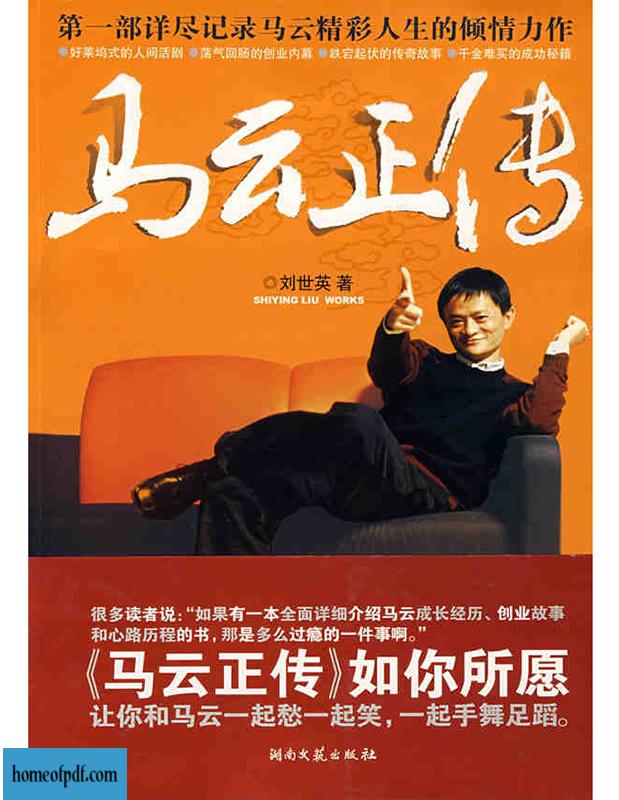 第一部详尽记录马云精彩人生的倾情力作
好莱坞式的人间活剧 荡气回肠的创业内幕 跌宕起伏的传奇故事 千金难买的成功秘籍
马云正传
刘世英 著
SHIYING LIU WORKS
很多读者说:“如果有一本全面详细介绍马云成长经历、创业故事
和心路历程的书,那是多么过瘾的一件事啊。”
《马云正传》如你所愿
让你和马云一起愁一起笑,一起手舞足蹈。
湖南文艺出版社
homeofpdf.com